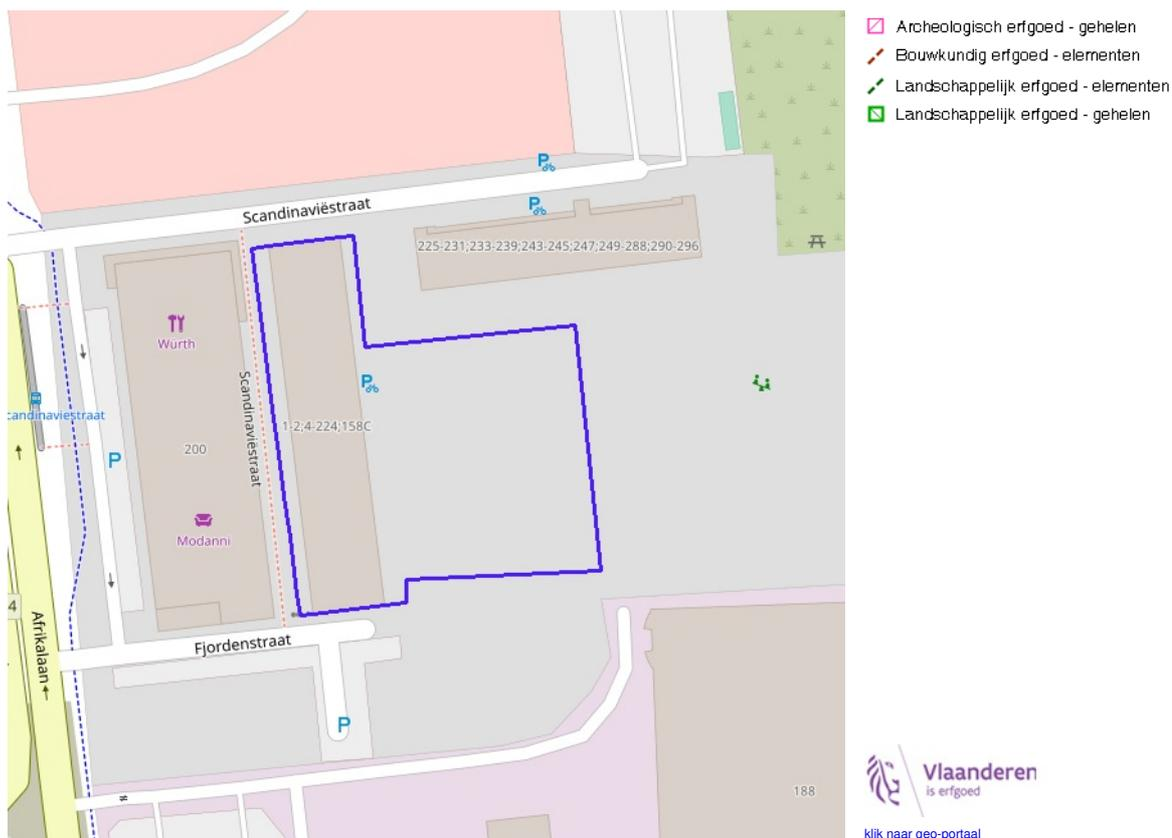 Archeologisch erfgoed - gehelen
Bouwkundig erfgoed - elementen
Landschappelijk erfgoed - elementen
Landschappelijk erfgoed - gehelen
P
Scandinaviëstraat
P
225-231;233-239;243-245;247;249-288;290-296
Würth
Scandinaviëstraat
P
candinaviëstraat
1-2;4-224;158C
200
P
Modanni
4
Afrikalaan
Fjordenstraat
P
188
Vlaanderen
is erfgoed
klik naar geo-portaal